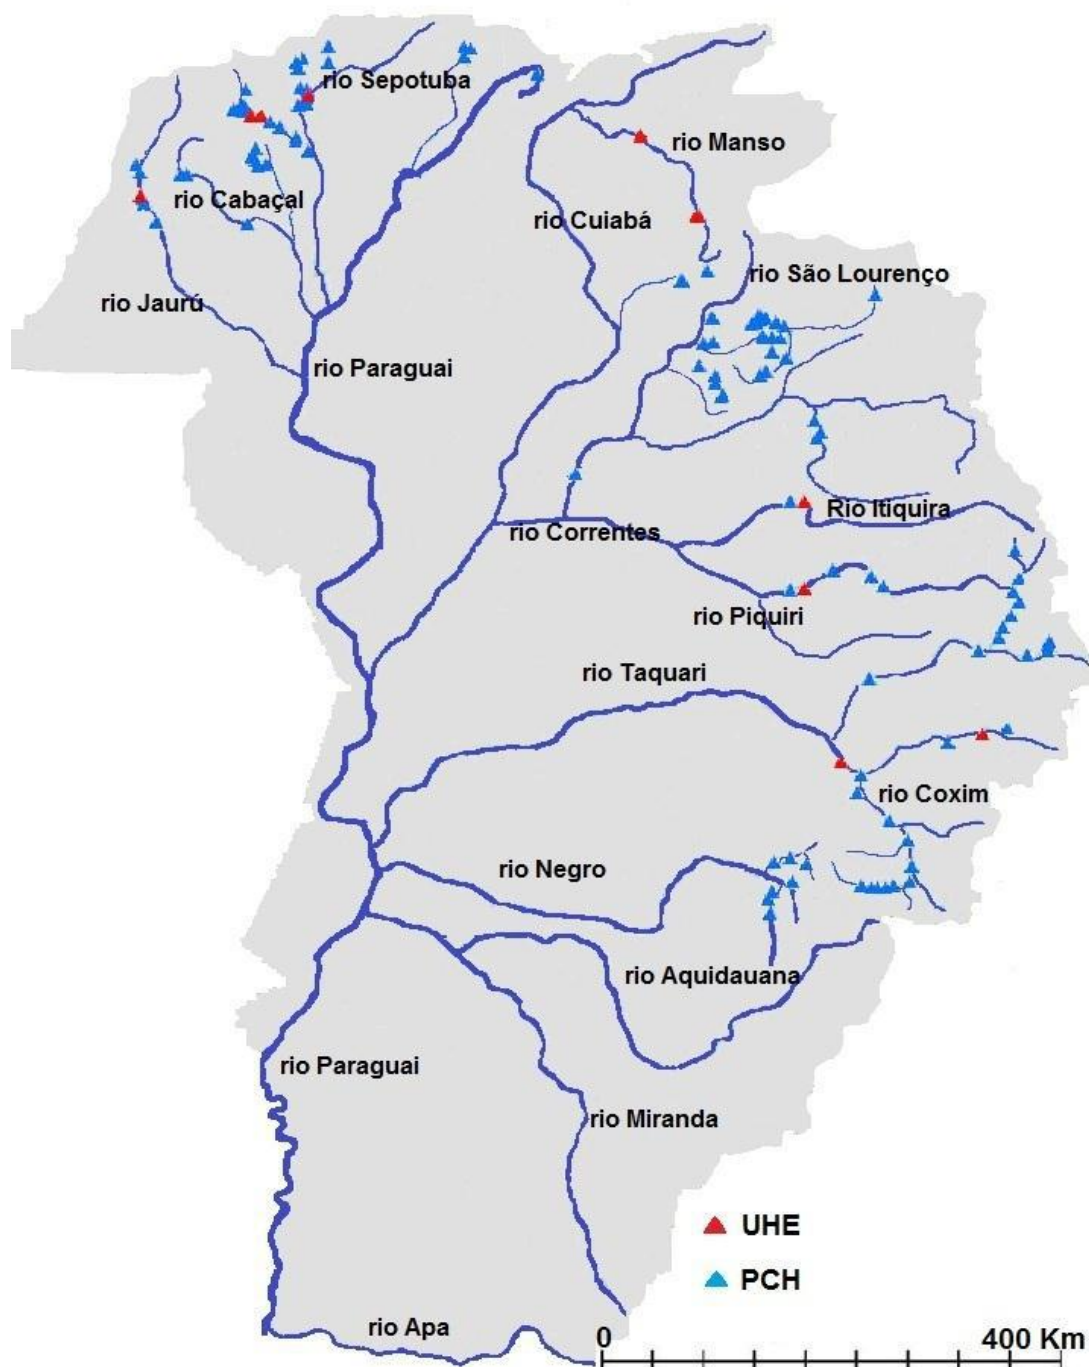 rio Sepotuba
rio Manso
rio Cabaçal
rio Cuiabá
rio São Lourenço
rio Jaurú
rio Paraguai
Rio Itiquira
rio Correntes
rio Piquiri
rio Taquari
rio Coxim
rio Negro
rio Aquidauana
rio Paraguai
rio Miranda
UHE
PCH
rio Apa
0 400 Km